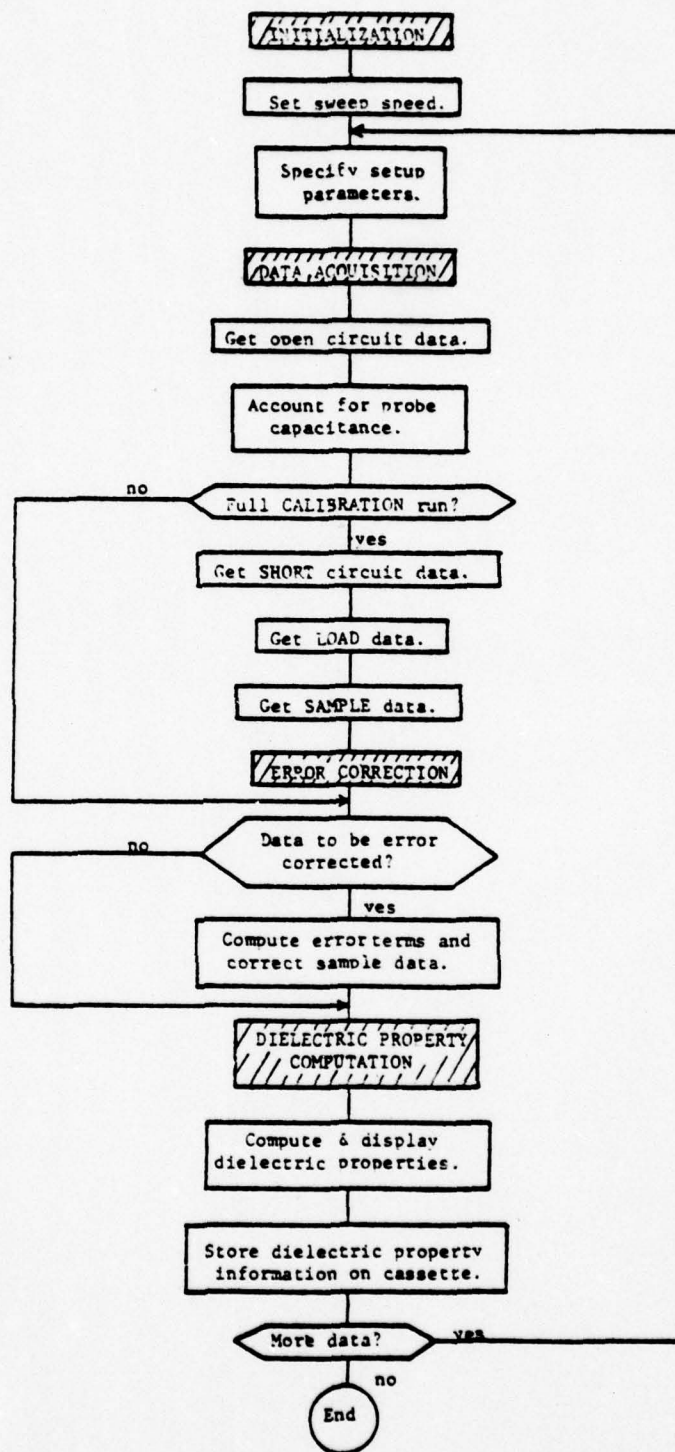 INITIALIZATION
Set sweep speed.
Specify setup
parameters.
DATA ACQUISITION
Get open circuit data.
Account for probe
capacitance.
no
Full CALIBRATION run?
yes
Get SHORT circuit data.
Get LOAD data.
Get SAMPLE data.
ERROR CORRECTION
no
Data to be error
corrected?
yes
Compute error terms and
correct sample data.
DIELECTRIC PROPERTY
COMPUTATION
Compute & display
dielectric properties.
Store dielectric property
information on cassette.
More data?
yes
no
End